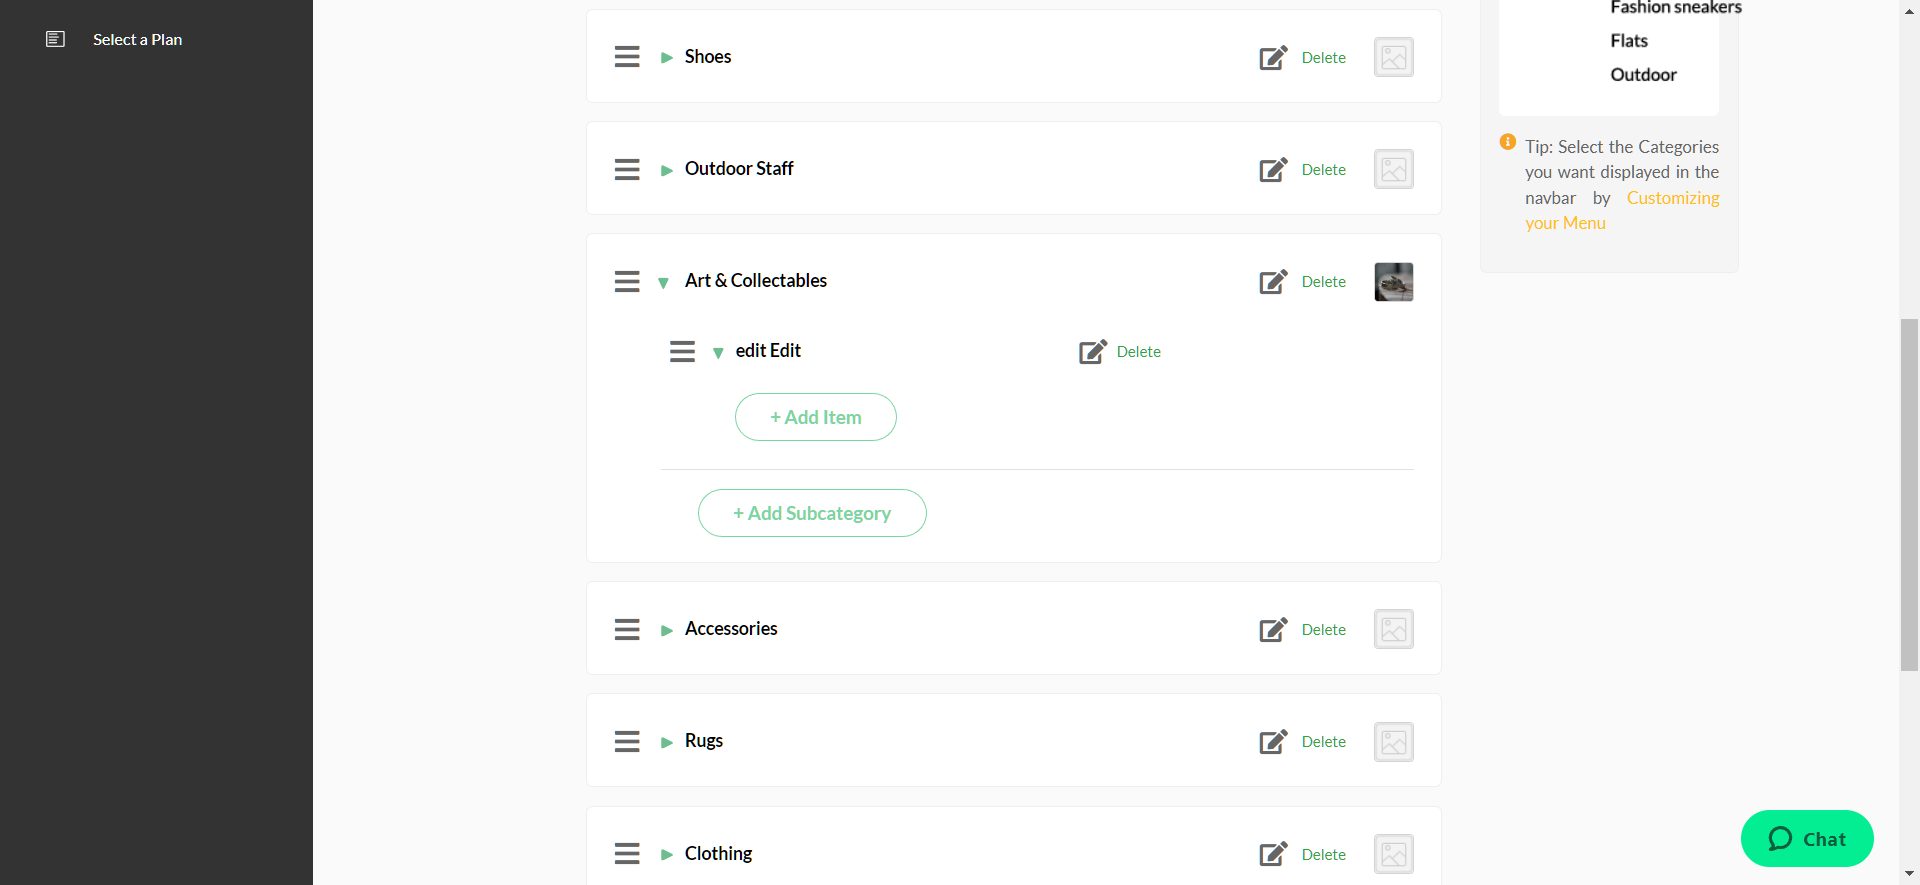 Select a Plan
Shoes
Delete
Outdoor Staff
Delete
Art & Collectables
Delete
edit Edit
Delete
+ Add Item
+ Add Subcategory
Accessories
Delete
Rugs
Delete
Clothing
Delete
Fashion sneakers
Flats
Outdoor
Tip: Select the Categories
you want displayed in the
navbar by Customizing
your Menu
Chat